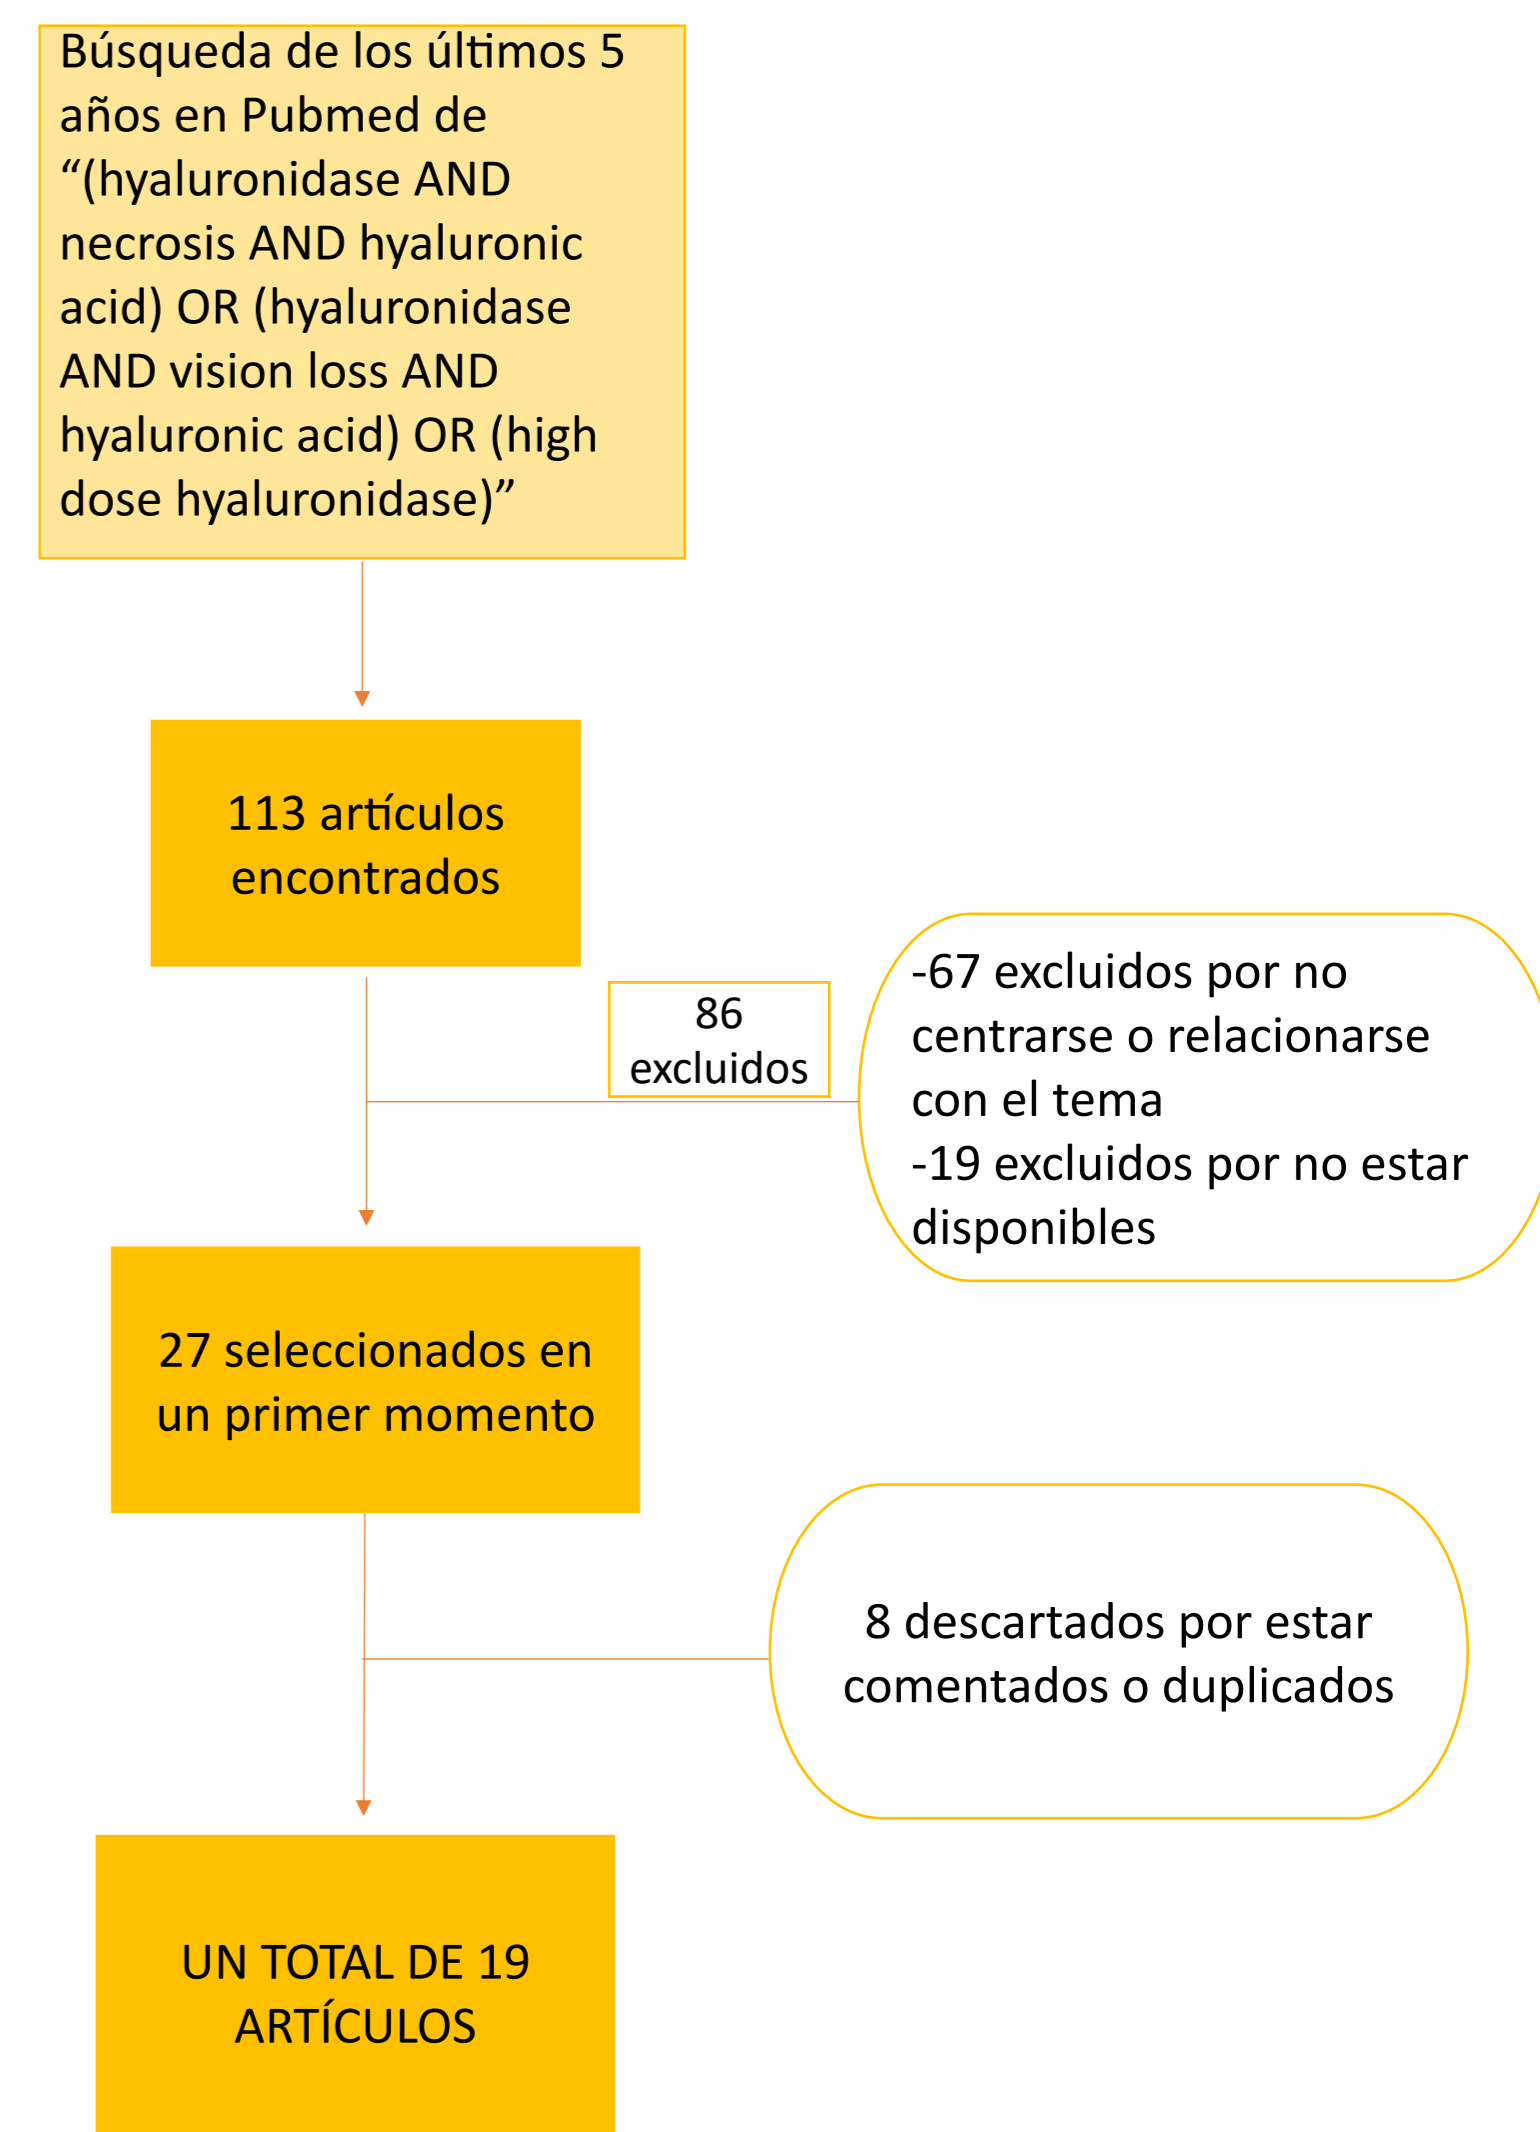 Búsqueda de los últimos 5
años en Pubmed de
“(hyaluronidase AND
necrosis AND hyaluronic
acid) OR (hyaluronidase
AND vision loss AND
hyaluronic acid) OR (high
dose hyaluronidase)”
113 artículos
encontrados
86
excluidos
-67 excluidos por no
centrarse o relacionarse
con el tema
-19 excluidos por no estar
disponibles
27 seleccionados en
un primer momento
8 descartados por estar
comentados o duplicados
UN TOTAL DE 19
ARTÍCULOS